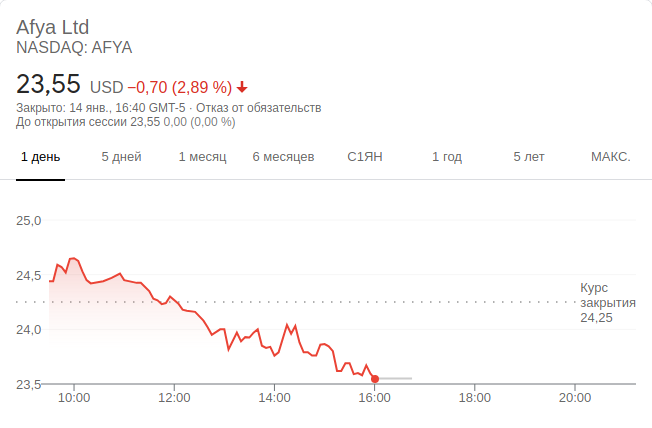 Afya Ltd
NASDAQ: AFYA
23,55 USD −0,70 (2,89 %)
Закрыто: 14 янв., 16:40 GMT-5 · Отказ от обязательств
До открытия сессии 23,55 0,00 (0,00 %)
1 день 5 дней 1 месяц 6 месяцев С1ЯН 1 год 5 лет МАКС.
25,0
24,5
Курс
закрытия
24,25
24,0
23,5
10:00 12:00 14:00 16:00 18:00 20:00